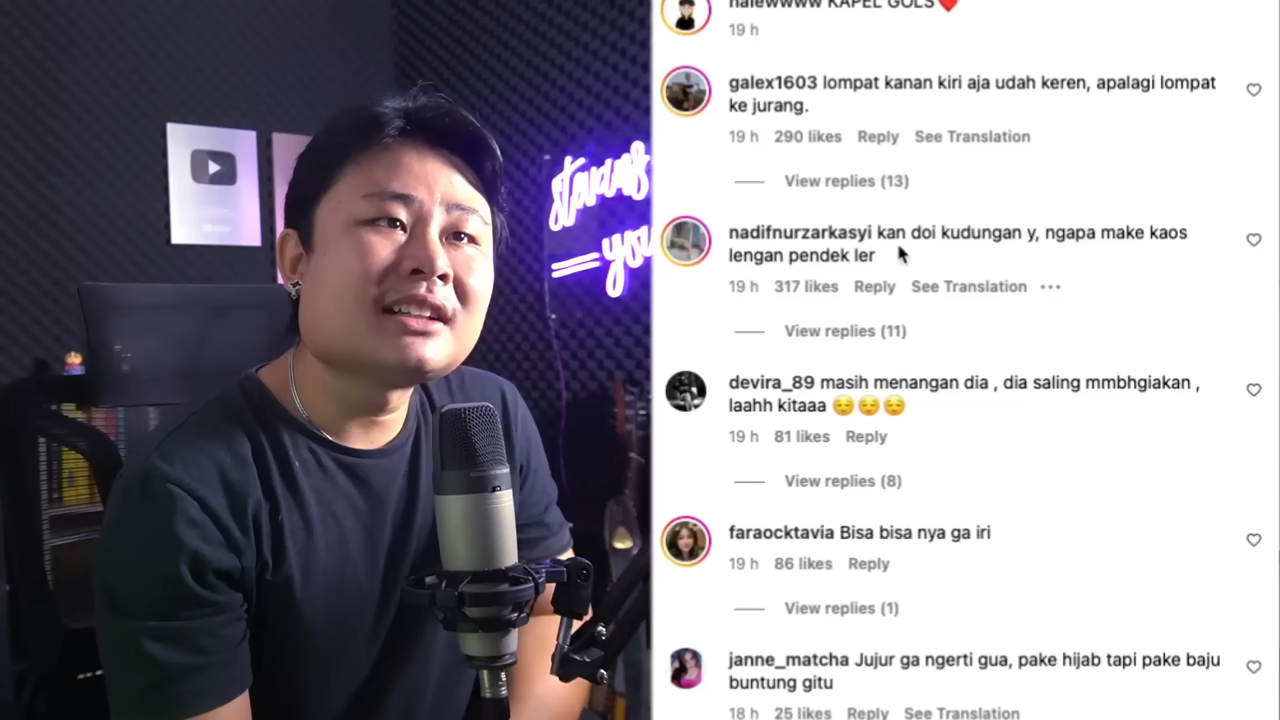 halewwww KAPEL GOLS❤️
19 h
galex1603 lompat kanan kiri aja udah keren, apalagi lompat
ke jurang.
19 h 290 likes Reply See Translation
View replies (13)
nadifnurzarkasyi kan doi kudungan y, ngapa make kaos
lengan pendek ler
19 h 317 likes Reply See Translation •••
View replies (11)
devira_89 masih menangan dia , dia saling mmbhgiakan ,
laahh kitaaa 😌😌😌
19 h 81 likes Reply
View replies (8)
faraocktavia Bisa bisa nya ga iri
19 h 86 likes Reply
View replies (1)
janne_matcha Jujur ga ngerti gua, pake hijab tapi pake baju
buntung gitu
18 h 25 likes Reply See Translation